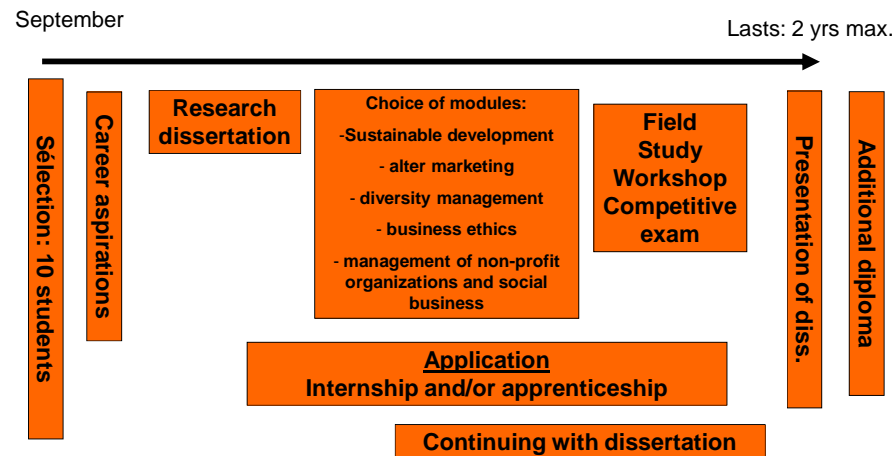 September
Lasts: 2 yrs max.
Sélection: 10 students
Career aspirations
Research
dissertation
Choice of modules:
-Sustainable development
- alter marketing
- diversity management
- business ethics
- management of non-profit
organizations and social
business
Field
Study
Workshop
Competitive
exam
Presentation of diss.
Additional diploma
Application
Internship and/or apprenticeship
Continuing with dissertation